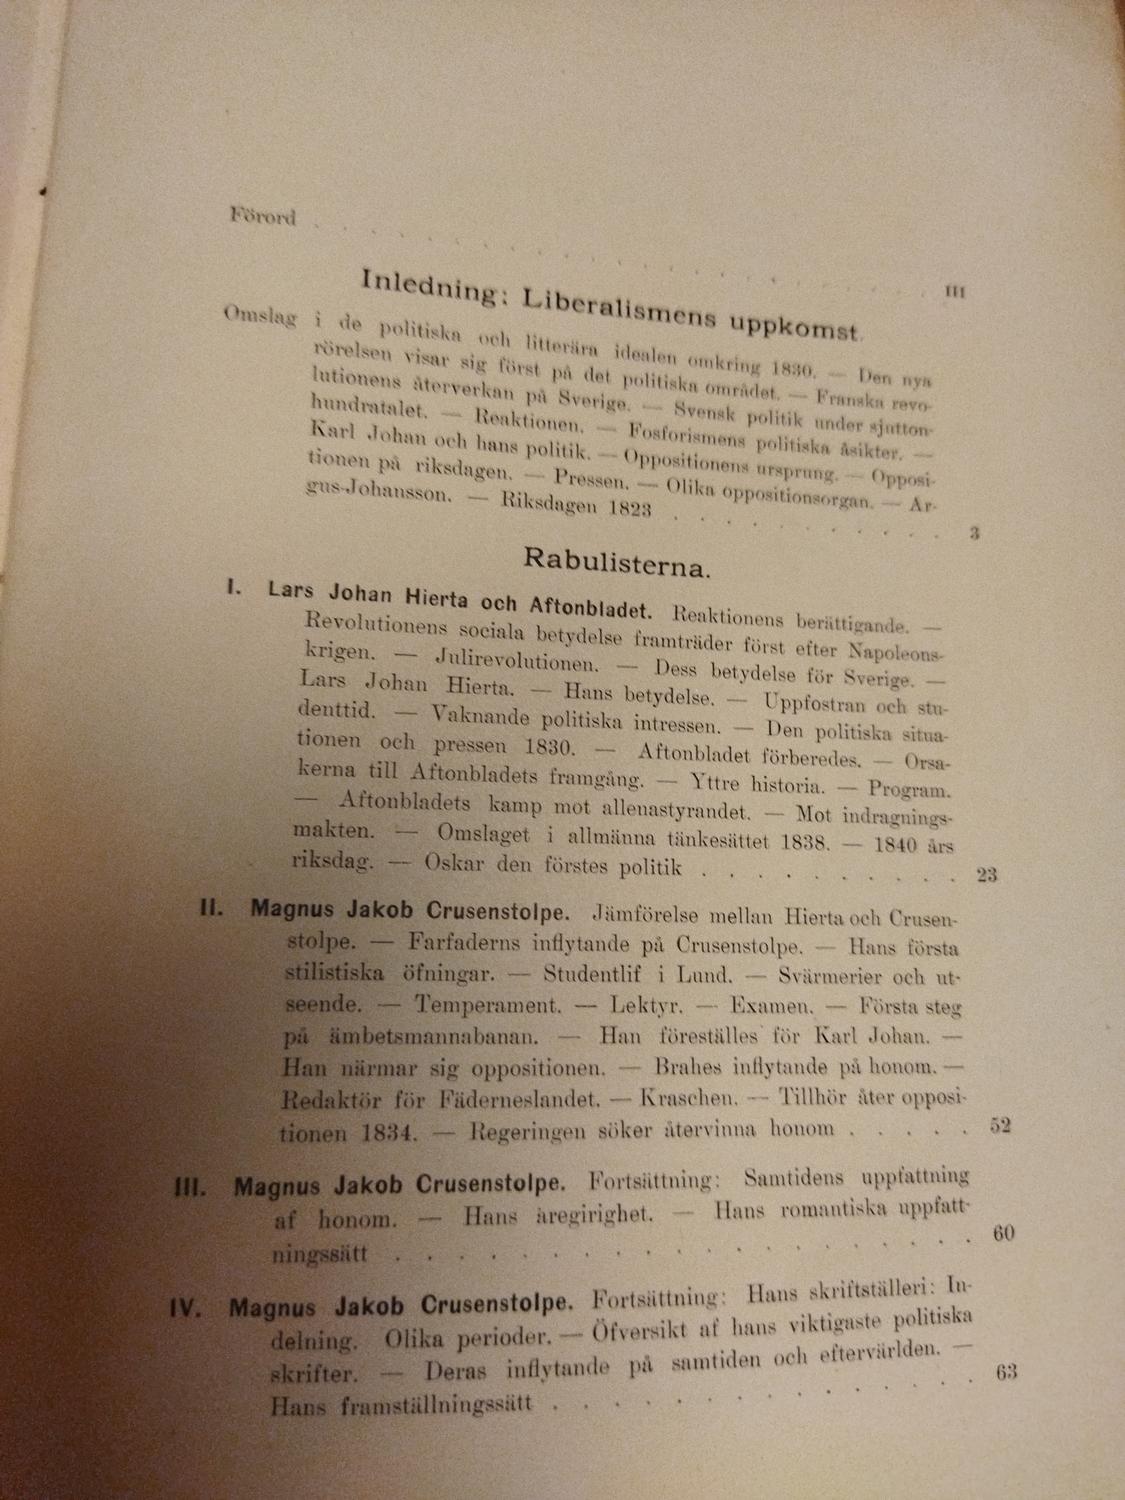 Förord . . . . . . . . . . . . . . . . . . . . . . III
Inledning: Liberalismens uppkomst.
Omslag i de politiska och litterära idealen omkring 1830. — Den nya
rörelsen visar sig först på det politiska området. — Franska revo-
lutionens återverkan på Sverige. — Svensk politik under sjutton-
hundratalet. — Reaktionen. — Fosforismens politiska åsikter. —
Karl Johan och hans politik. — Oppositionens ursprung. — Opposi-
tionen på riksdagen. — Pressen. — Olika oppositionsorgan. — Ar-
gus-Johansson. — Riksdagen 1823 . . . . . . . . . . 3
Rabulisterna.
I. Lars Johan Hierta och Aftonbladet. Reaktionens berättigande. —
Revolutionens sociala betydelse framträder först efter Napoleons-
krigen. — Julirevolutionen. — Dess betydelse för Sverige. —
Lars Johan Hierta. — Hans betydelse. — Uppfostran och stu-
denttid. — Vaknande politiska intressen. — Den politiska situa-
tionen och pressen 1830. — Aftonbladet förberedes. — Orsa-
kerna till Aftonbladets framgång. — Yttre historia. — Program.
— Aftonbladets kamp mot allenastyrandet. — Mot indragnings-
makten. — Omslaget i allmänna tänkesättet 1838. — 1840 års
riksdag. — Oskar den förstes politik . . . . . . . . . . 23
II. Magnus Jakob Crusenstolpe. Jämförelse mellan Hierta och Crusen-
stolpe. — Farfaderns inflytande på Crusenstolpe. — Hans första
stilistiska öfningar. — Studentlif i Lund. — Svärmerier och ut-
seende. — Temperament. — Lektyr. — Examen. — Första steg
på ämbetsmannabanan. — Han föreställes för Karl Johan. —
Han närmar sig oppositionen. — Brahes inflytande på honom. —
Redaktör för Fäderneslandet. — Kraschen. — Tillhör åter opposi-
tionen 1834. — Regeringen söker återvinna honom . . . . . 52
III. Magnus Jakob Crusenstolpe. Fortsättning: Samtidens uppfattning
af honom. — Hans äregirighet. — Hans romantiska uppfatt-
ningssätt . . . . . . . . . . . . . . . . . . 60
IV. Magnus Jakob Crusenstolpe. Fortsättning: Hans skriftställeri: In-
delning. Olika perioder. — Öfversikt af hans viktigaste politiska
skrifter. — Deras inflytande på samtiden och eftervärlden. —
Hans framställningssätt . . . . . . . . . . . . . 63